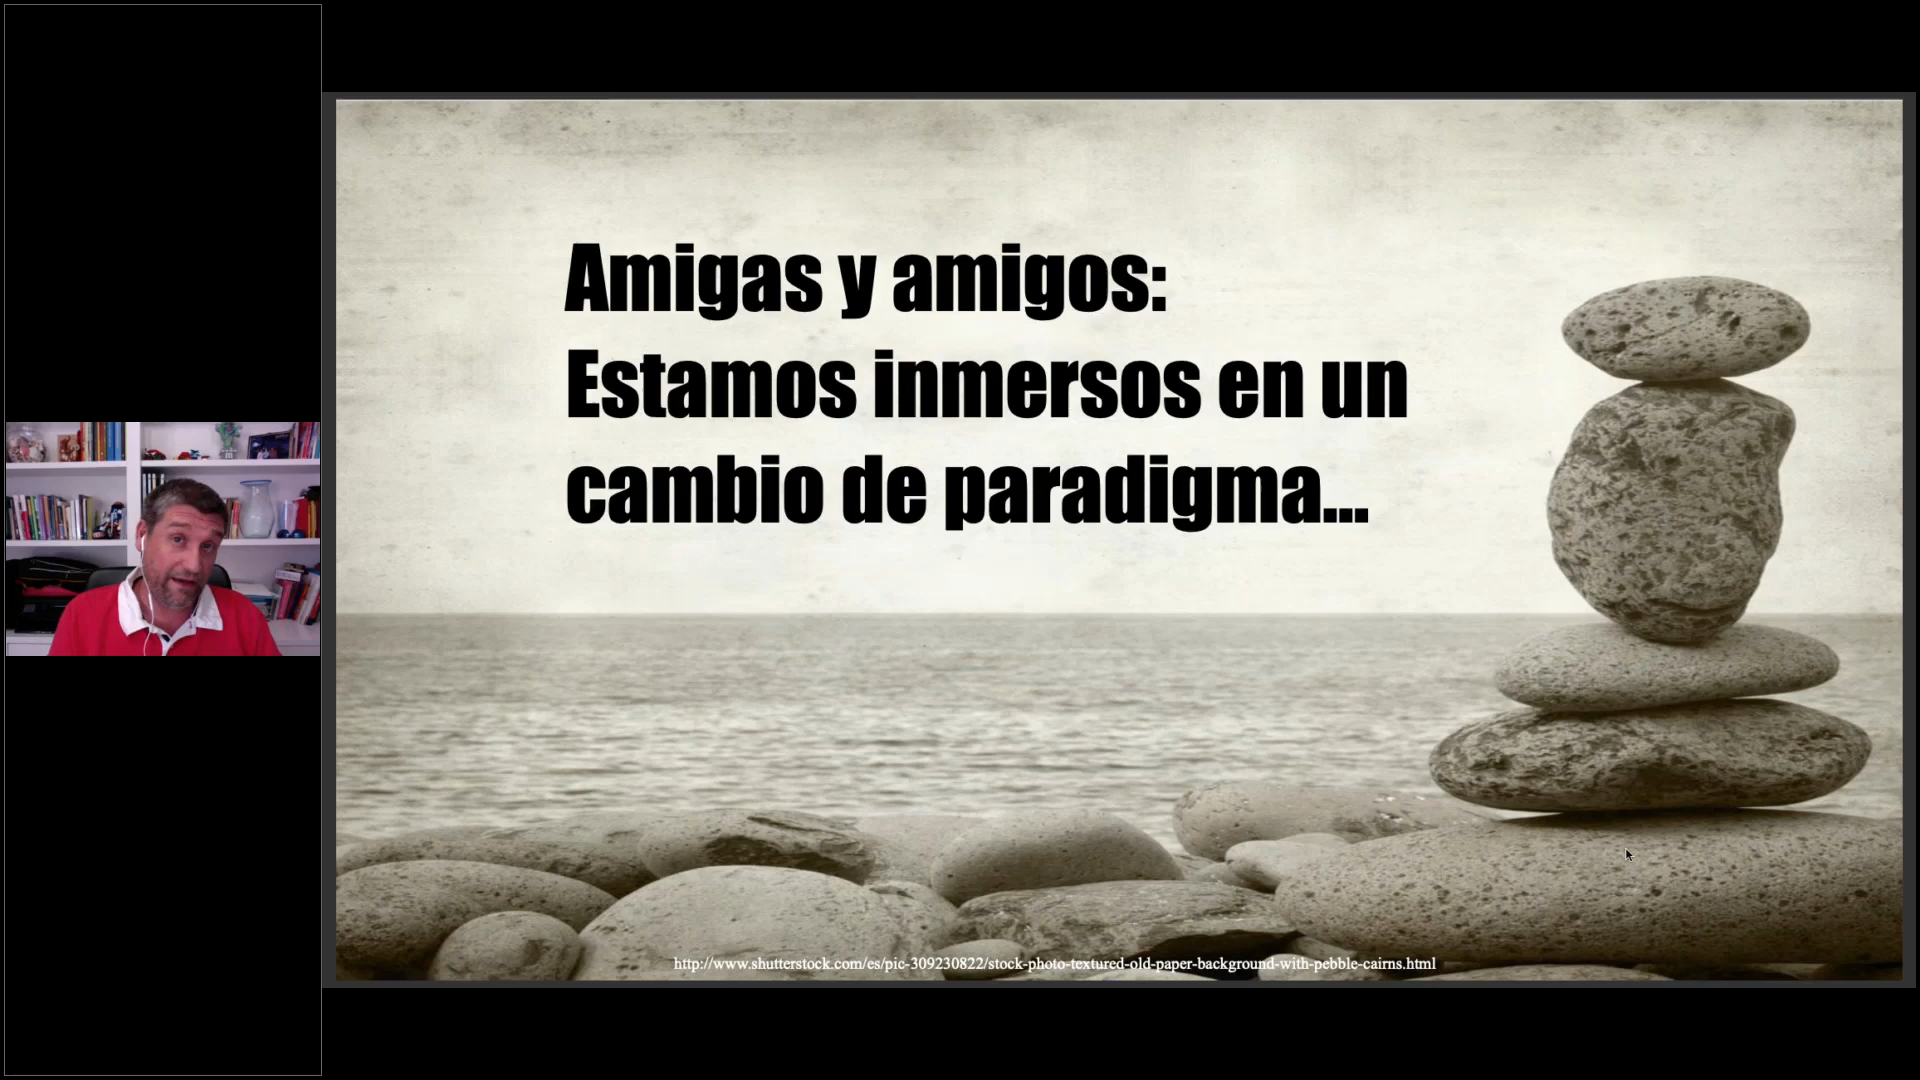 Amigas y amigos:
Estamos inmersos en un
cambio de paradigma...
http://www.shutterstock.com/es/pic-309230822/stock-photo-textured-old-paper-background-with-pebble-cairns.html